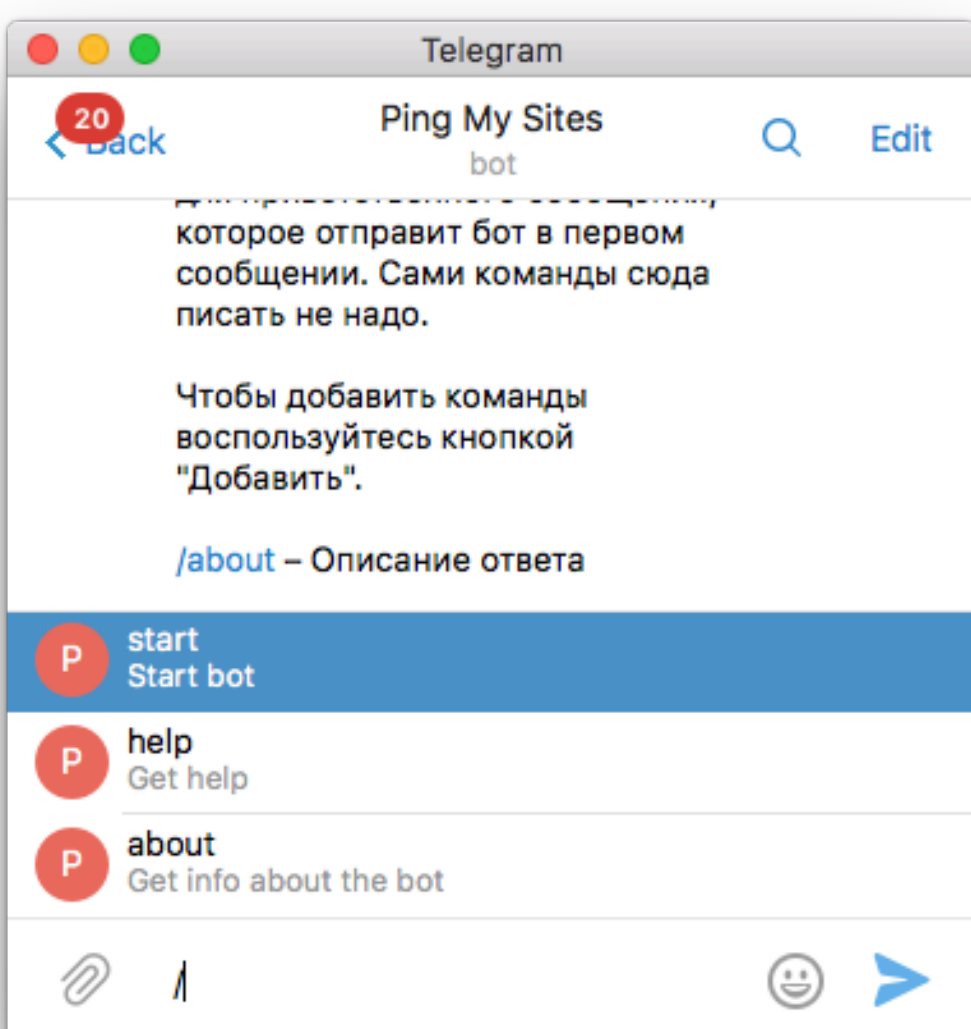 Telegram
20
Back
Ping My Sites
bot
Edit
которое отправит бот в первом
сообщении. Сами команды сюда
писать не надо.
Чтобы добавить команды
воспользуйтесь кнопкой
"Добавить".
/about – Описание ответа
P
start
Start bot
P
help
Get help
P
about
Get info about the bot
/